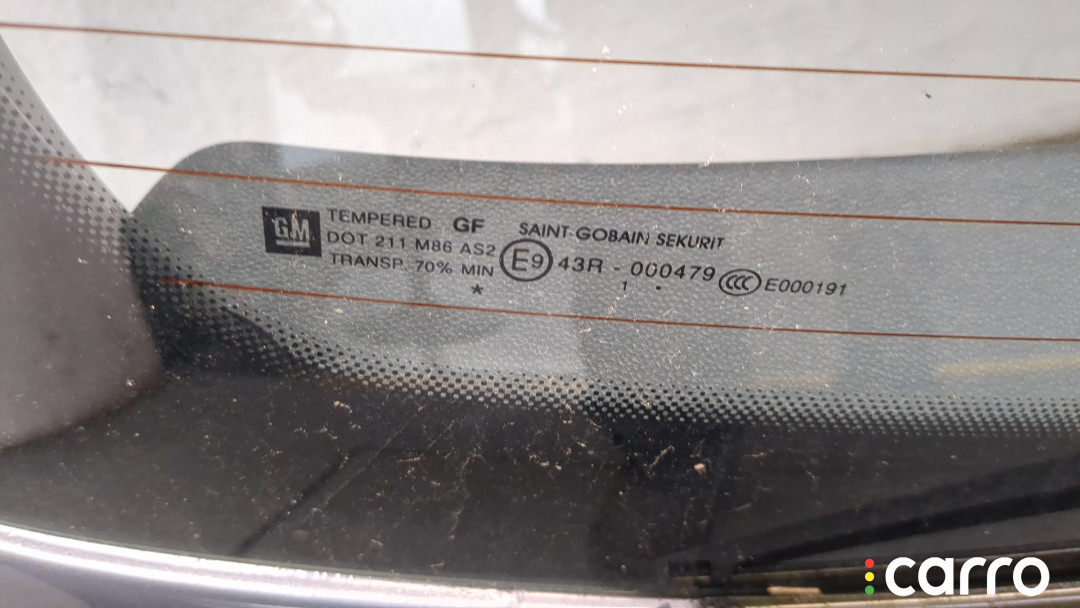 GM
TEMPERED GF
DOT 211 M86 AS2
TRANSP. 70% MIN
*
SAINT-GOBAIN SEKURIT
E9 43R - 000479 CCC E000191
1 .
carro